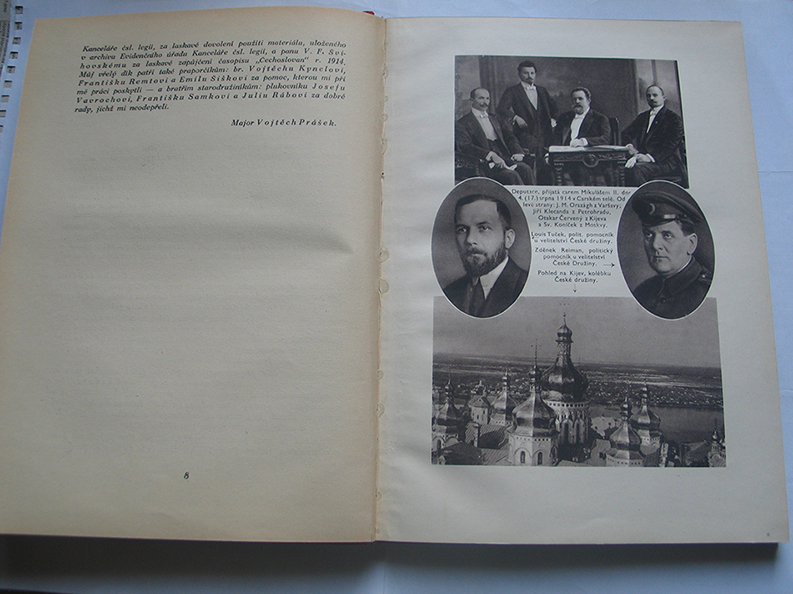 Kanceláře čsl. legií, za laskavé dovolení použíti materiála, uloženého
v archivu Evidenčního úřadu Kanceláře čsl. legií, a panu V. F. Švi-
hovskému za laskavé zapůjčení časopisu „Čechoslovan“ r. 1914.
Můj vřelý dík patří také praporčíkům: br. Vojtěchu Kynclovi,
Františku Remtovi a Emilu Šiškovi za pomoc, kterou mi při
mé práci poskytli — a bratřím starodružiníkům: plukovníku Josefu
Vavrochovi, Františku Samkovi a Juliu Rábovi za dobré
rady, jichž mi neodepřeli.
Major Vojtěch Prášek.
8
Deputace, přijatá carem Mikulášem II. dne
4. (17.) srpna 1914 v Carském selě. Od
levé strany: J. M. Országh z Varšavy;
Jiří Klecanda z Petrohradu,
Otakar Červený z Kijeva
a Sv. Koníček z Moskvy.
Louis Tuček, polit. pomocník
u velitelství České družiny.
Zdeněk Reiman, politický
pomocník u velitelství
České Družiny. →
Pohled na Kijev, kolébku
České družiny.
↓